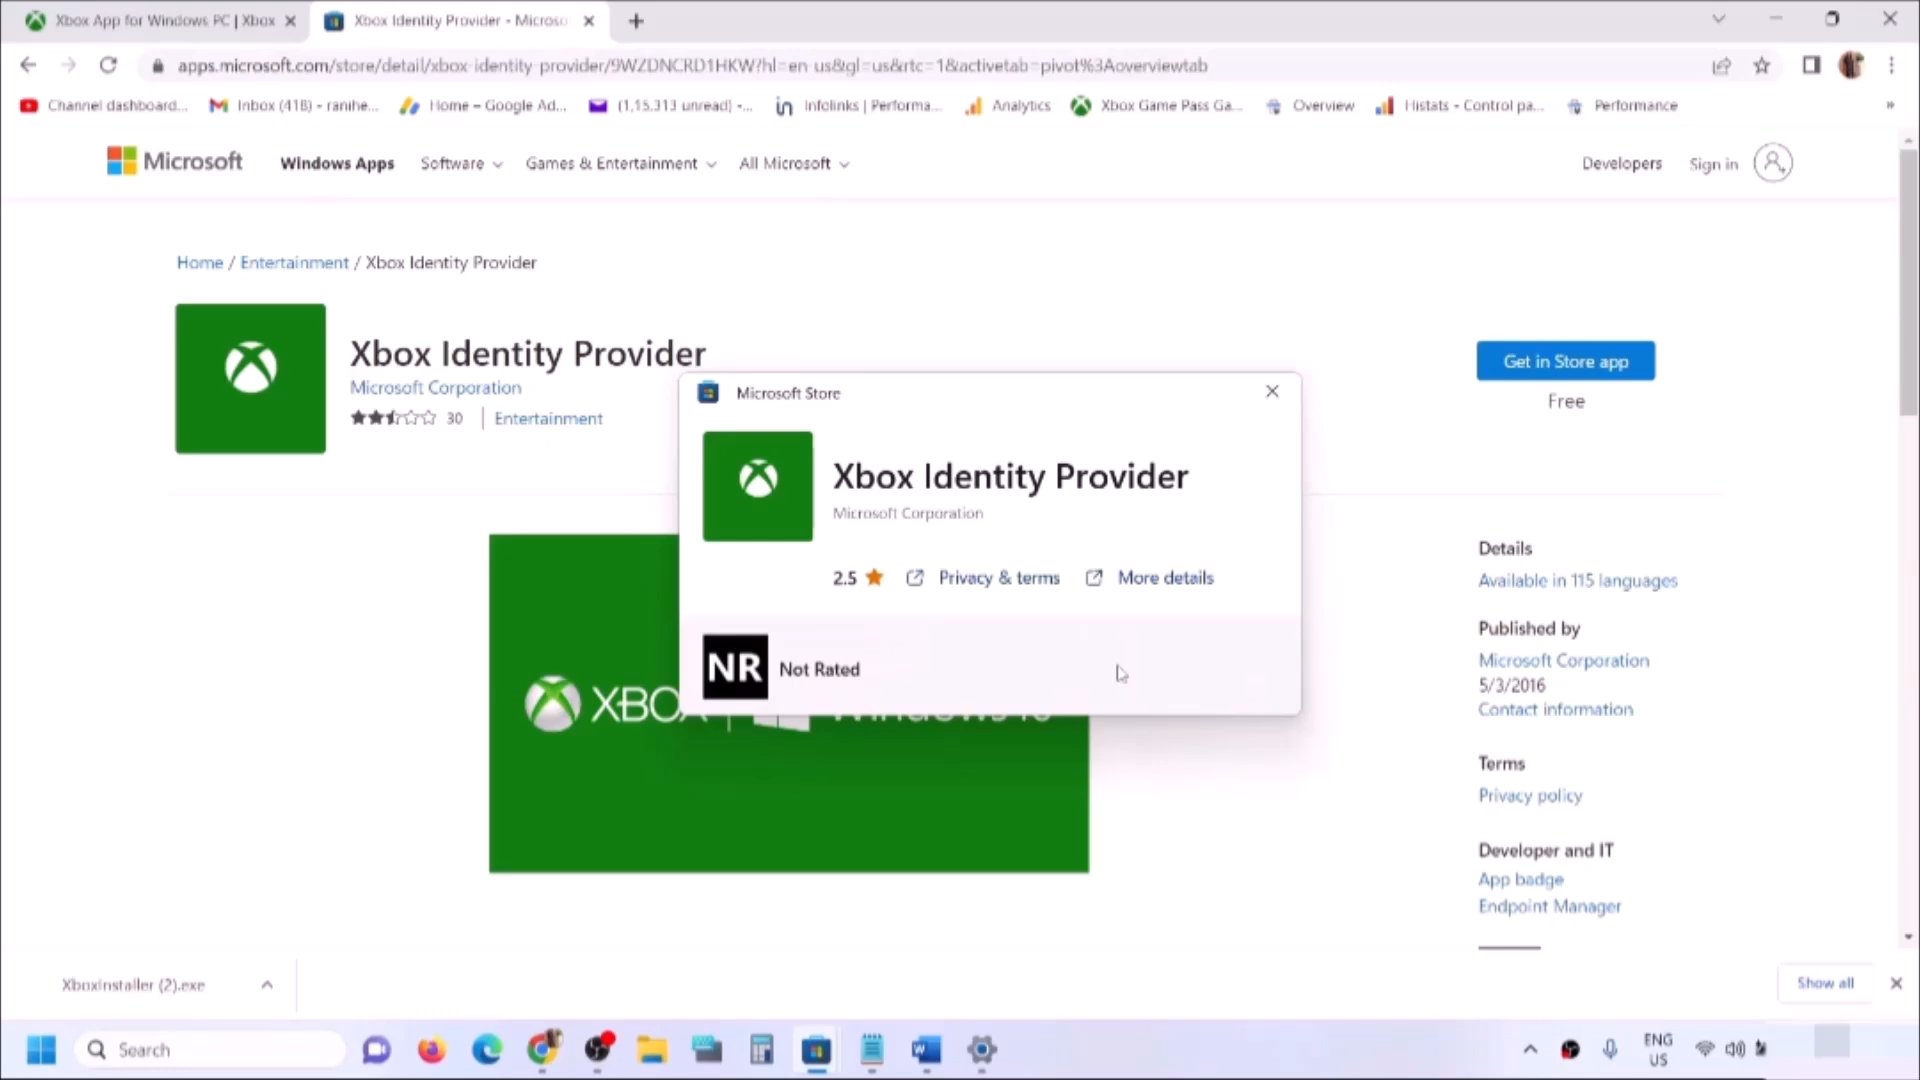 Xbox App for Windows PC | Xbox
Xbox Identity Provider - Microso
apps.microsoft.com/store/detail/xbox-identity-provider/9WZDNCRD1HKW?hl=en-us&gl=us&rtc=1&activetab=pivot%3Aoverviewtab
Channel dashboard...
Inbox (418) - ranihe...
Home - Google Ad...
(1,15,313 unread) -...
Infolinks | Performa...
Analytics
Xbox Game Pass Ga...
Overview
Histats - Control pa...
Performance
»
Microsoft
Windows Apps
Software
Games & Entertainment
All Microsoft
Developers
Sign in
Home / Entertainment / Xbox Identity Provider
Xbox Identity Provider
Microsoft Corporation
30
Entertainment
Get in Store app
Free
Microsoft Store
Xbox Identity Provider
Microsoft Corporation
2.5
Privacy & terms
More details
NR
Not Rated
XBOX
Details
Available in 115 languages
Published by
Microsoft Corporation
5/3/2016
Contact information
Terms
Privacy policy
Developer and IT
App badge
Endpoint Manager
XboxInstaller (2).exe
Show all
Search
ENG
US